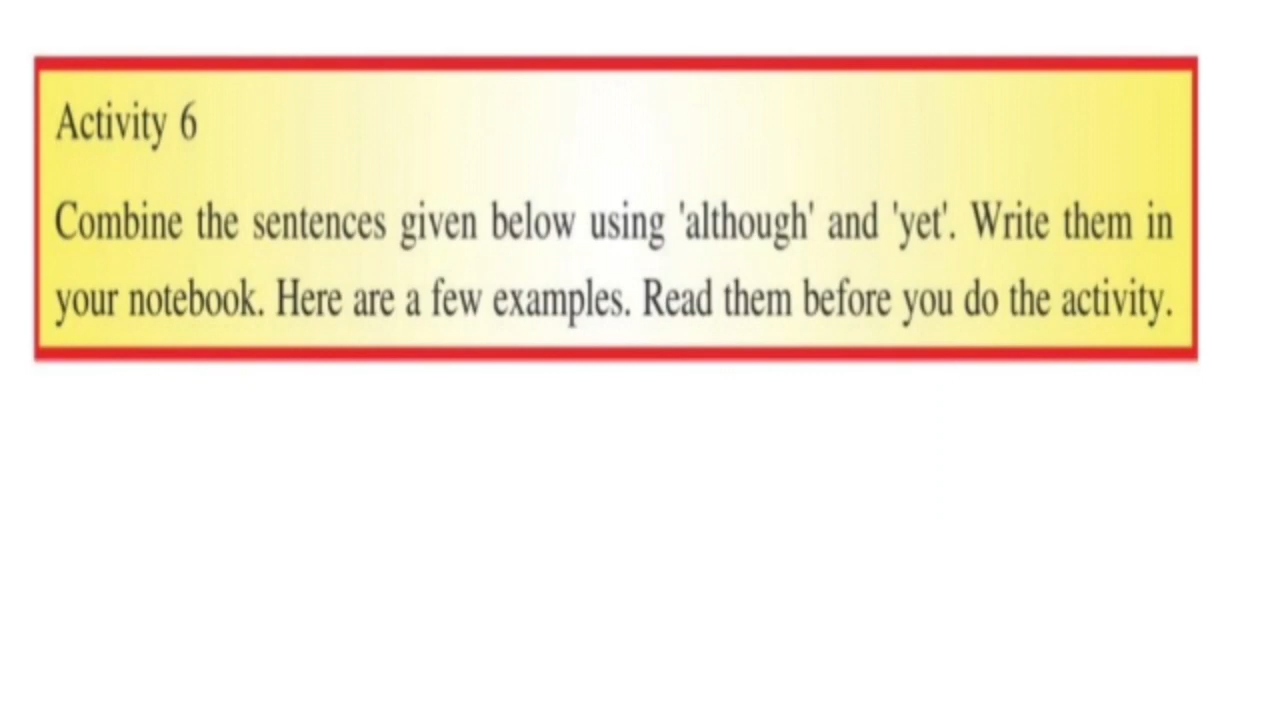 Activity 6
Combine the sentences given below using 'although' and 'yet'. Write them in
your notebook. Here are a few examples. Read them before you do the activity.